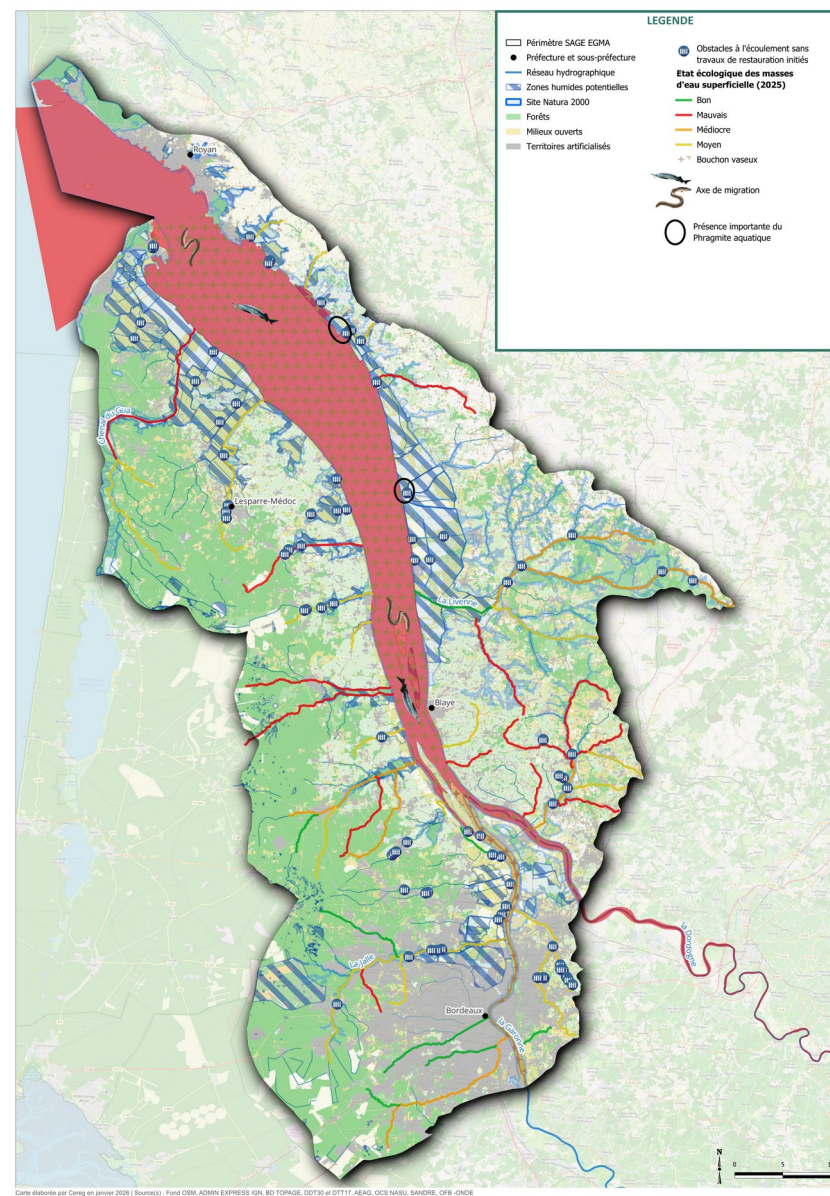 LEGENDE
Périmètre SAGE EGMA
Préfecture et sous-préfecture
Réseau hydrographique
Zones humides potentielles
Site Natura 2000
Forêts
Milieux ouverts
Territoires artificialisés
Obstacles à l'écoulement sans
travaux de restauration initiés
Etat écologique des masses
d'eau superficielle (2025)
Bon
Mauvais
Médiocre
Moyen
Bouchon vaseux
Axe de migration
Présence importante du
Phragmite aquatique
Royan
Chenal du Gua
Lesparre-Médoc
La Livenne
Blaye
la Dordogne
La Jalle
Bordeaux
la Garonne
N
0 5
Carte élaborée par Cereg en janvier 2026 | Source(s) : Fond OSM, ADMIN EXPRESS IGN, BD TOPAGE, DDT30 et DTT17, AEAG, OCS NASU, SANDRE, OFB -ONDE